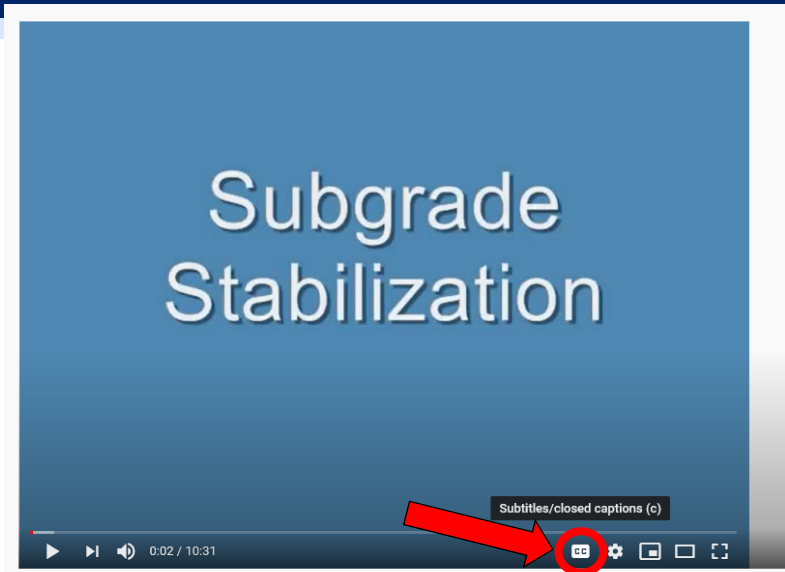 Subgrade
Stabilization
Subtitles/closed captions (c)
0:02 / 10:31
CC